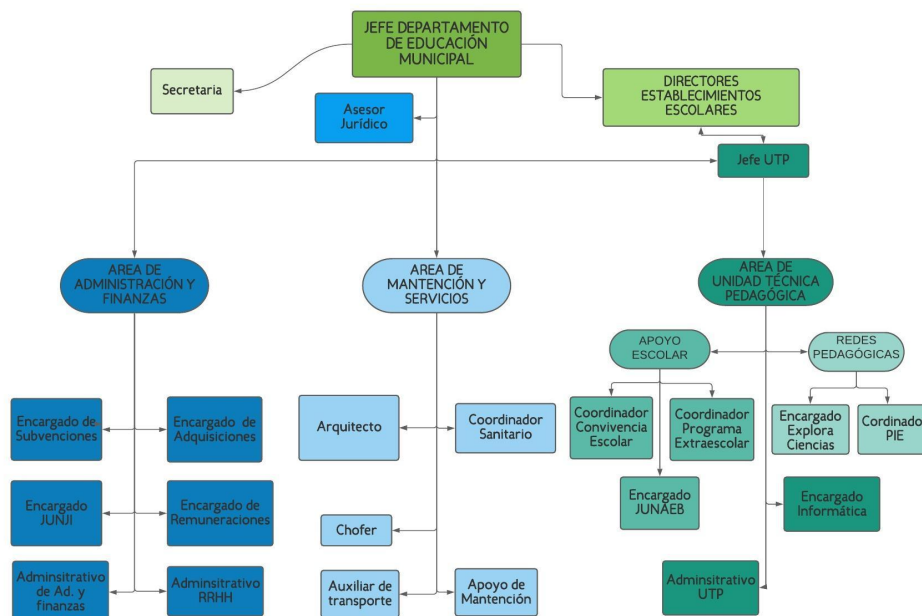 JEFE DEPARTAMENTO
DE EDUCACIÓN
MUNICIPAL
Secretaria
DIRECTORES
ESTABLECIMIENTOS
ESCOLARES
Asesor
Jurídico
Jefe UTP
AREA DE
ADMINISTRACIÓN Y
FINANZAS
AREA DE
MANTENCIÓN Y
SERVICIOS
AREA DE
UNIDAD TÉCNICA
PEDAGÓGICA
APOYO
ESCOLAR
REDES
PEDAGÓGICAS
Encargado de
Subvenciones
Encargado de
Adquisiciones
Arquitecto
Coordinador
Sanitario
Coordinador
Convivencia
Escolar
Coordinador
Programa
Extraescolar
Encargado
Explora
Ciencias
Cordinador
PIE
Encargado
JUNJI
Encargado de
Remuneraciones
Chofer
Encargado
JUNAEB
Encargado
Informática
Adminsitrativo
de Ad. y
finanzas
Adminsitrativo
RRHH
Auxiliar de
transporte
Apoyo de
Mantención
Adminsitrativo
UTP